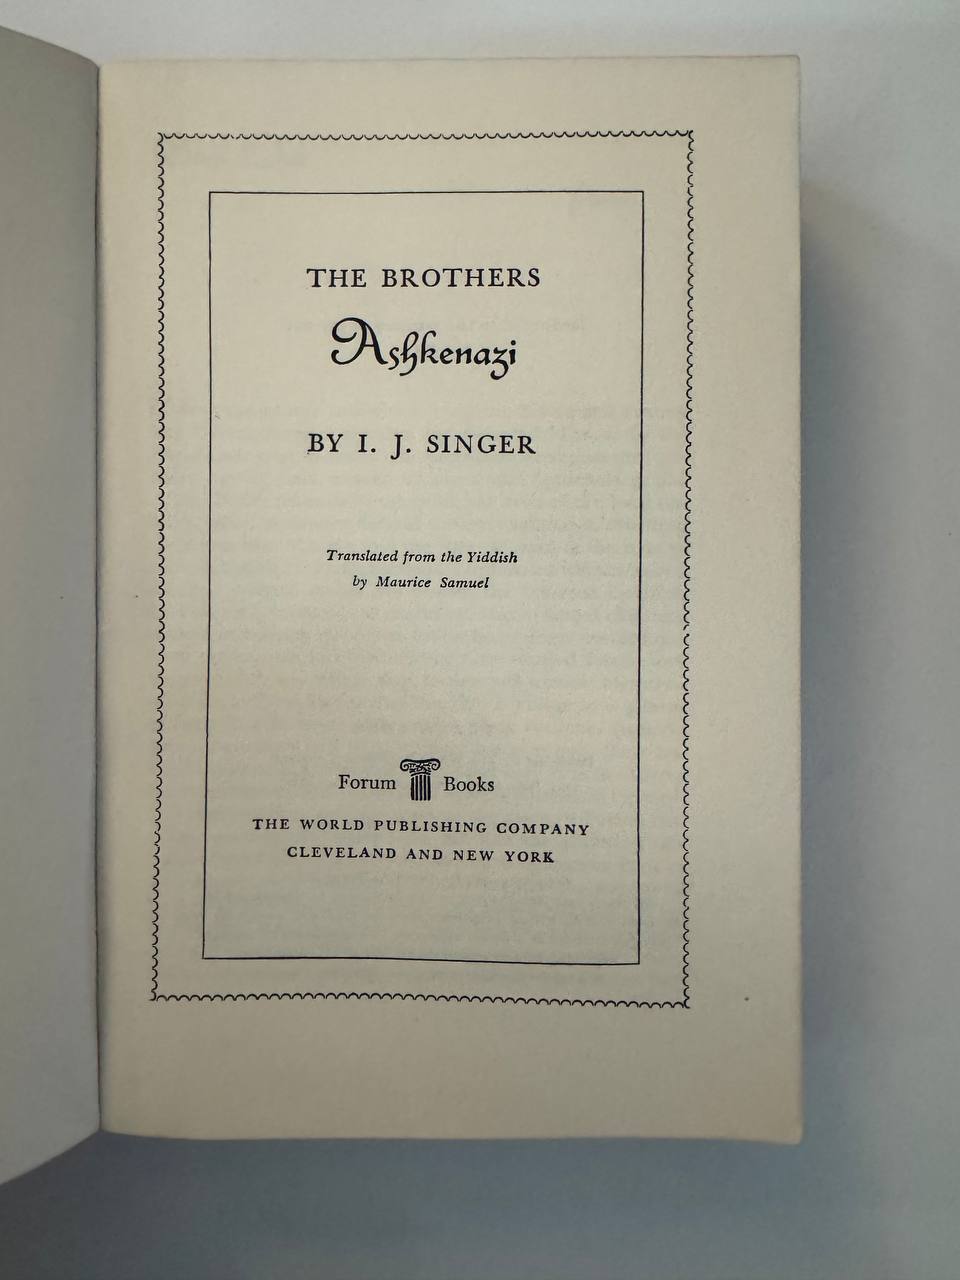 THE BROTHERS
Ashkenazi
BY I. J. SINGER
Translated from the Yiddish
by Maurice Samuel
Forum Books
THE WORLD PUBLISHING COMPANY
CLEVELAND AND NEW YORK